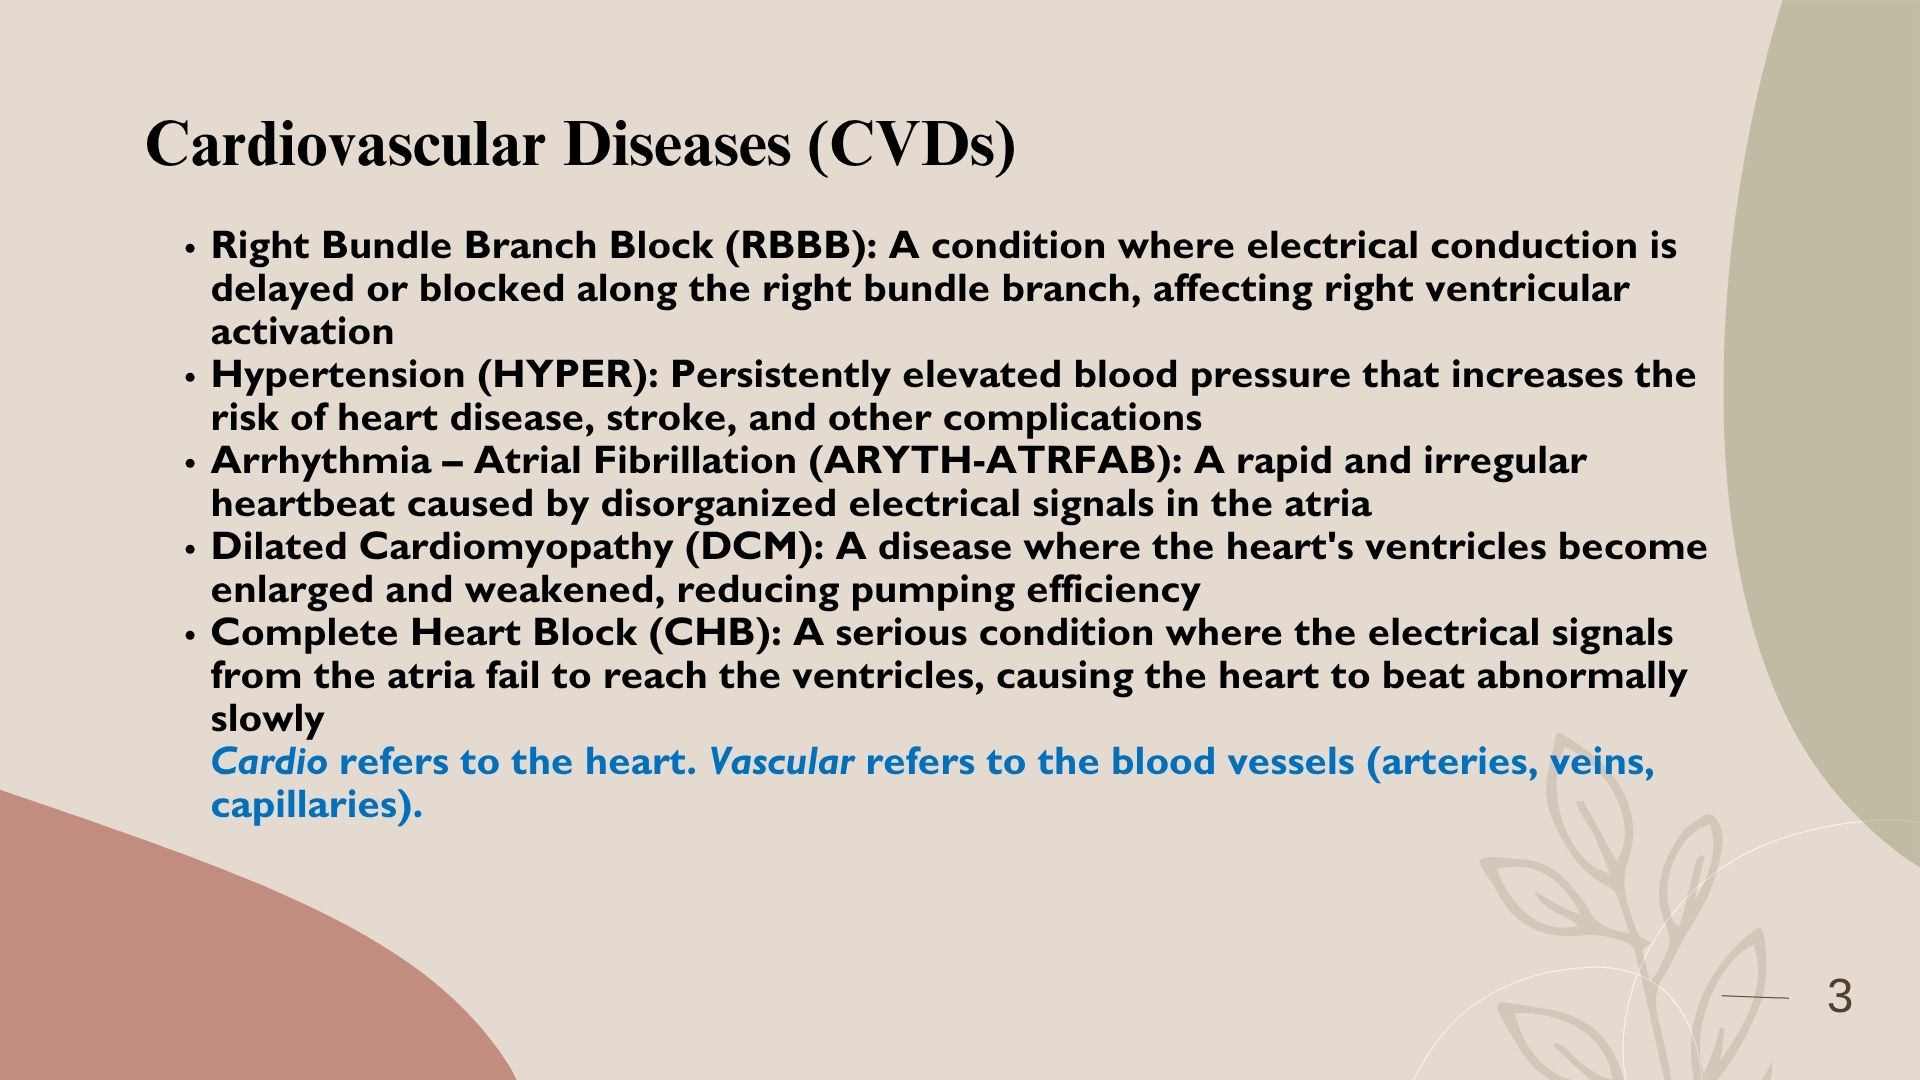 Cardiovascular Diseases (CVDs)
• Right Bundle Branch Block (RBBB): A condition where electrical conduction is
delayed or blocked along the right bundle branch, affecting right ventricular
activation
• Hypertension (HYPER): Persistently elevated blood pressure that increases the
risk of heart disease, stroke, and other complications
• Arrhythmia – Atrial Fibrillation (ARYTH-ATRFAB): A rapid and irregular
heartbeat caused by disorganized electrical signals in the atria
• Dilated Cardiomyopathy (DCM): A disease where the heart's ventricles become
enlarged and weakened, reducing pumping efficiency
• Complete Heart Block (CHB): A serious condition where the electrical signals
from the atria fail to reach the ventricles, causing the heart to beat abnormally
slowly
Cardio refers to the heart. Vascular refers to the blood vessels (arteries, veins,
capillaries).
3